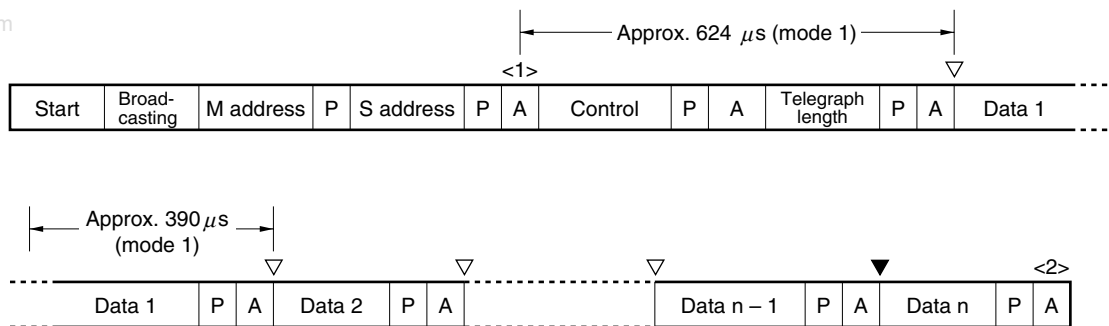 m
Approx. 624 μs (mode 1)
<1>
Start Broad-casting M address P S address P A Control P A Telegraph length P A Data 1
Approx. 390 μs
(mode 1)
<2>
Data 1 P A Data 2 P A Data n – 1 P A Data n P A